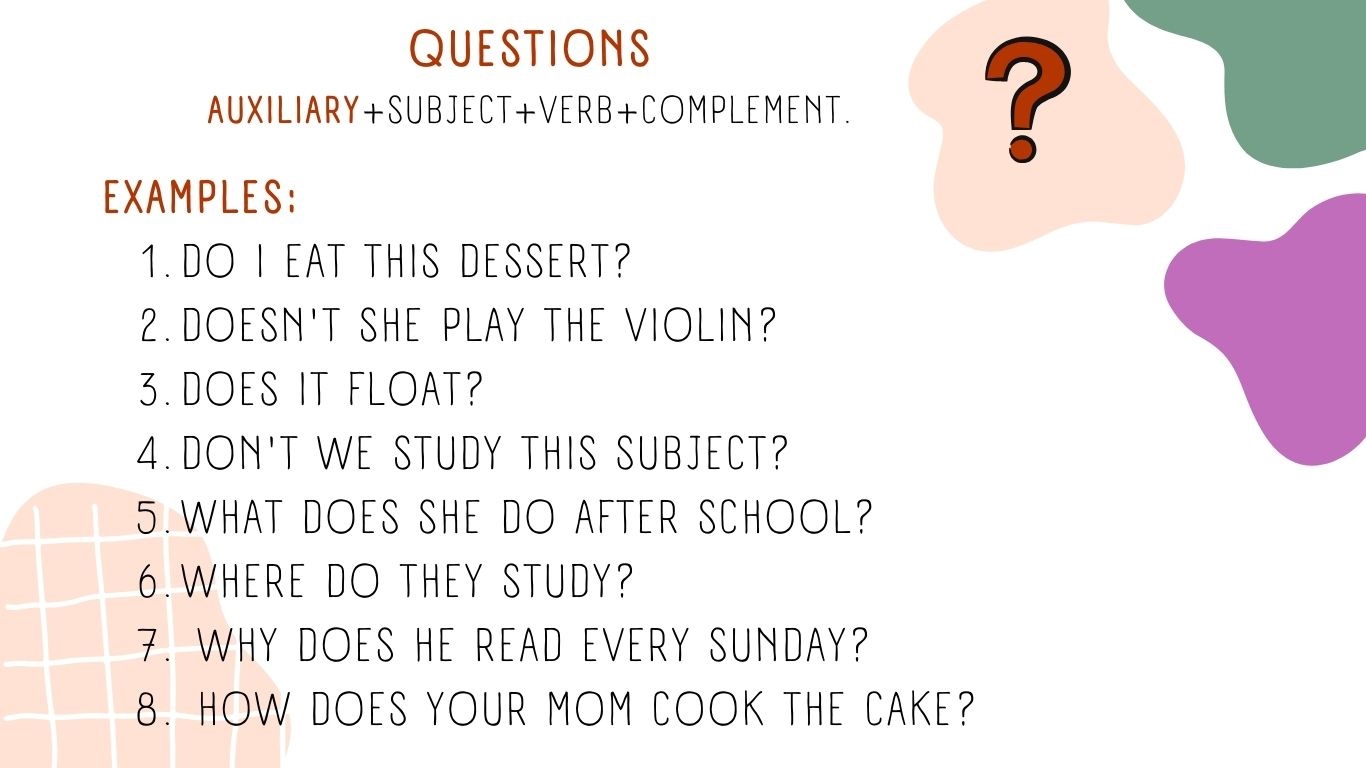 QUESTIONS
AUXILIARY+SUBJECT+VERB+COMPLEMENT.
?
EXAMPLES:
1. DO I EAT THIS DESSERT?
2. DOESN'T SHE PLAY THE VIOLIN?
3. DOES IT FLOAT?
4. DON'T WE STUDY THIS SUBJECT?
5. WHAT DOES SHE DO AFTER SCHOOL?
6. WHERE DO THEY STUDY?
7. WHY DOES HE READ EVERY SUNDAY?
8. HOW DOES YOUR MOM COOK THE CAKE?